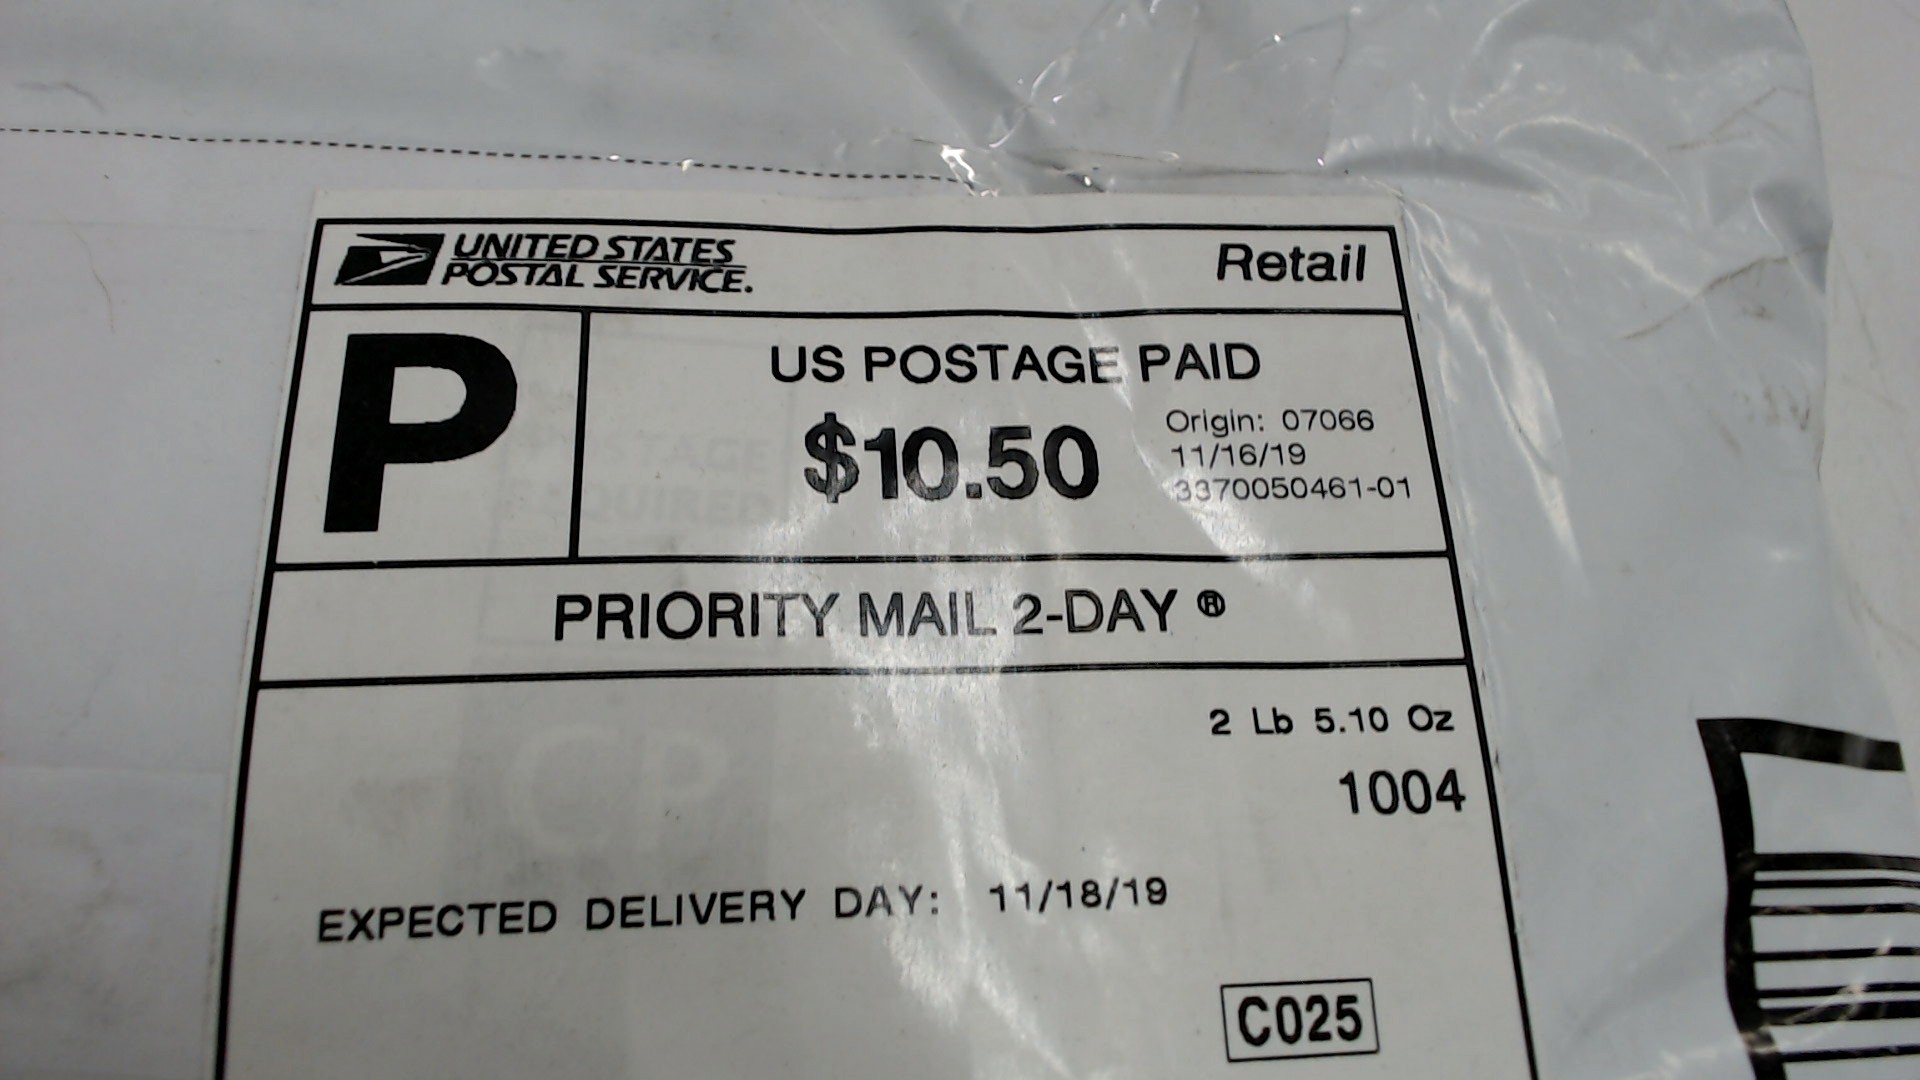 UNITED STATES
POSTAL SERVICE.
Retail
P
US POSTAGE PAID
$10.50
Origin: 07066
11/16/19
3370050461-01
PRIORITY MAIL 2-DAY ®
2 Lb 5.10 Oz
1004
EXPECTED DELIVERY DAY: 11/18/19
C025